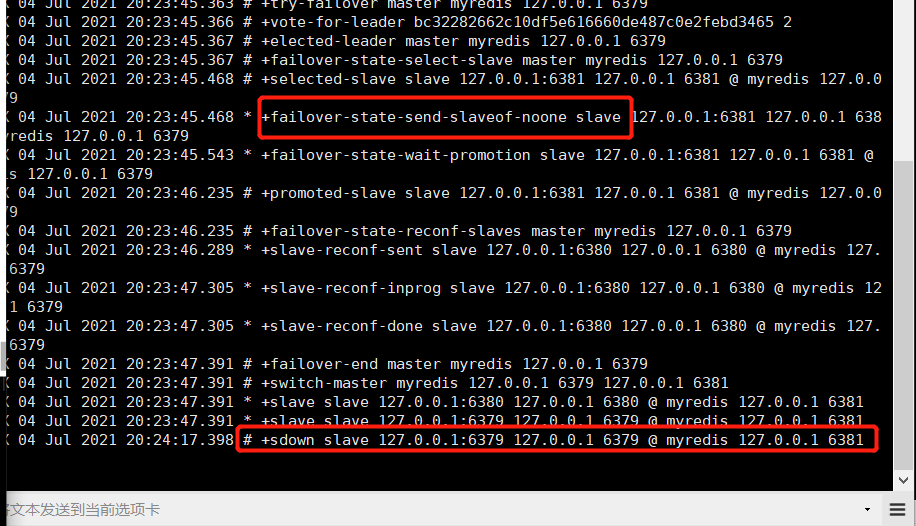 04 Jul 2021 20:23:45.363 # +try-failover master myredis 127.0.0.1 6379
04 Jul 2021 20:23:45.366 # +vote-for-leader bc32282662c10df5e616660de487c0e2febd3465 2
04 Jul 2021 20:23:45.367 # +elected-leader master myredis 127.0.0.1 6379
04 Jul 2021 20:23:45.367 # +failover-state-select-slave master myredis 127.0.0.1 6379
04 Jul 2021 20:23:45.468 # +selected-slave slave 127.0.0.1:6381 127.0.0.1 6381 @ myredis 127.0.0
79
04 Jul 2021 20:23:45.468 * +failover-state-send-slaveof-noone slave 127.0.0.1:6381 127.0.0.1 638
yredis 127.0.0.1 6379
04 Jul 2021 20:23:45.543 * +failover-state-wait-promotion slave 127.0.0.1:6381 127.0.0.1 6381 @
is 127.0.0.1 6379
04 Jul 2021 20:23:46.235 # +promoted-slave slave 127.0.0.1:6381 127.0.0.1 6381 @ myredis 127.0.0
79
04 Jul 2021 20:23:46.235 # +failover-state-reconf-slaves master myredis 127.0.0.1 6379
04 Jul 2021 20:23:46.289 * +slave-reconf-sent slave 127.0.0.1:6380 127.0.0.1 6380 @ myredis 127.
6379
04 Jul 2021 20:23:47.305 * +slave-reconf-inprog slave 127.0.0.1:6380 127.0.0.1 6380 @ myredis 12
1 6379
04 Jul 2021 20:23:47.305 * +slave-reconf-done slave 127.0.0.1:6380 127.0.0.1 6380 @ myredis 127.
6379
04 Jul 2021 20:23:47.391 # +failover-end master myredis 127.0.0.1 6379
04 Jul 2021 20:23:47.391 # +switch-master myredis 127.0.0.1 6379 127.0.0.1 6381
04 Jul 2021 20:23:47.391 * +slave slave 127.0.0.1:6380 127.0.0.1 6380 @ myredis 127.0.0.1 6381
04 Jul 2021 20:23:47.391 * +slave slave 127.0.0.1:6379 127.0.0.1 6379 @ myredis 127.0.0.1 6381
04 Jul 2021 20:24:17.398 # +sdown slave 127.0.0.1:6379 127.0.0.1 6379 @ myredis 127.0.0.1 6381
文本发送到当前选项卡